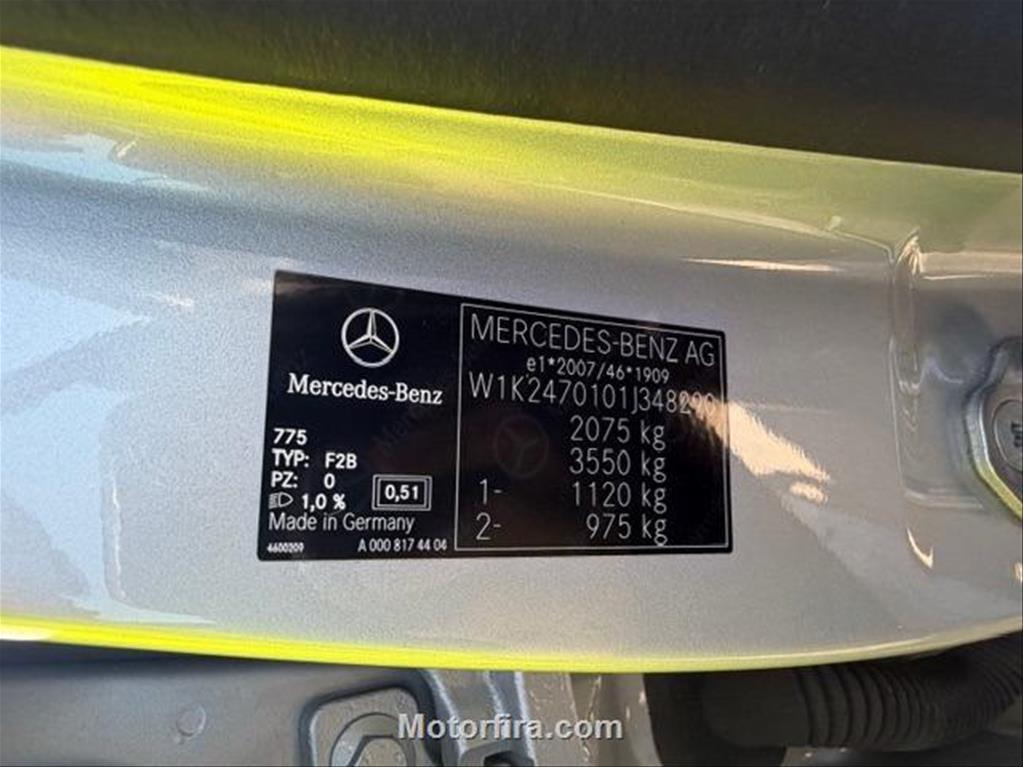 Mercedes-Benz
775
TYP: F2B
PZ: 0
1,0 %
0,51
Made in Germany
4600209
A 000 817 44 04
MERCEDES-BENZ AG
e1*2007/46*1909
2075 kg
3550 kg
1- 1120 kg
2- 975 kg
Motorfira.com